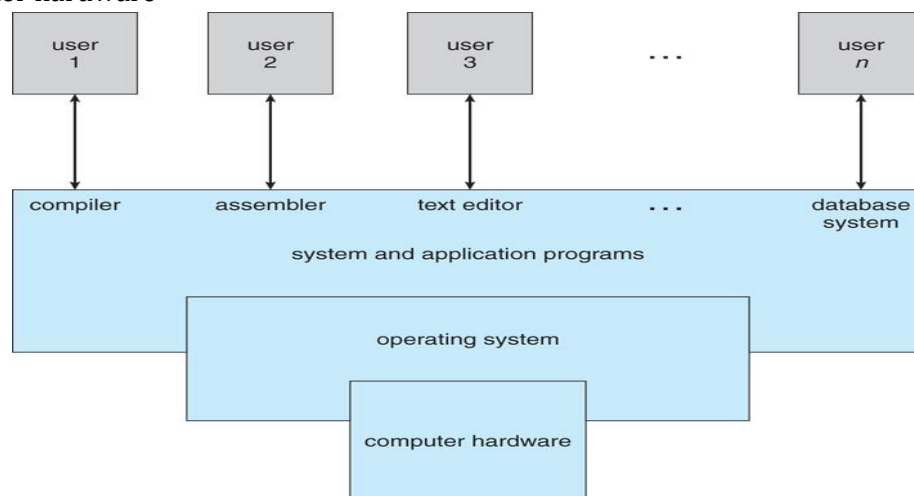 user
1
user
2
user
3
...
user
n
compiler
assembler
text editor
...
database
system
system and application programs
operating system
computer hardware